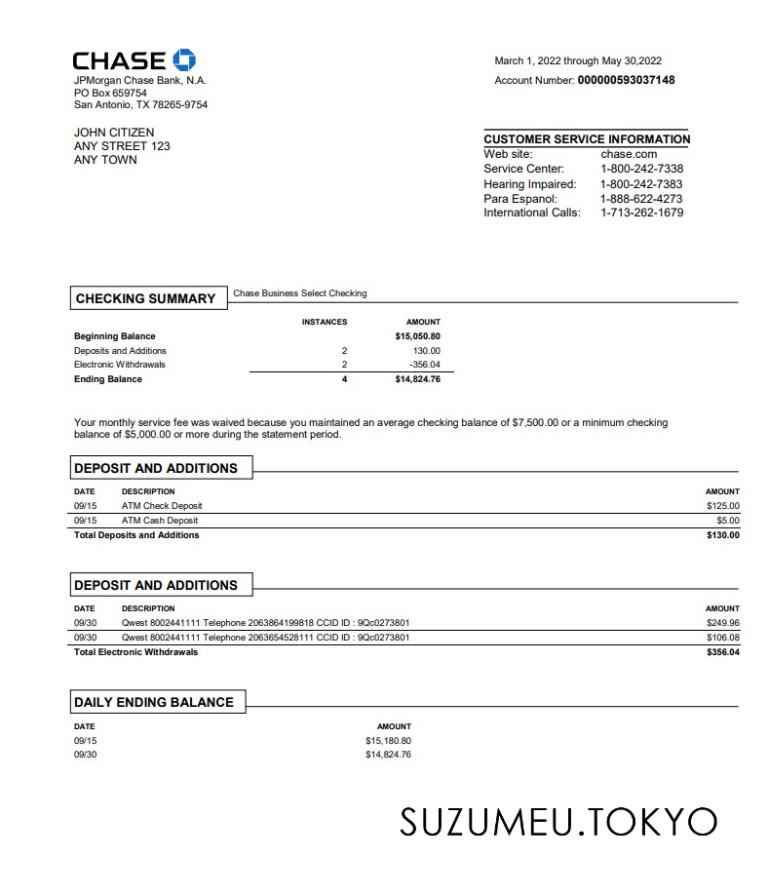 CHASE
JPMorgan Chase Bank, N.A.
PO Box 659754
San Antonio, TX 78265-9754
March 1, 2022 through May 30,2022
Account Number: 000000593037148
JOHN CITIZEN
ANY STREET 123
ANY TOWN
CUSTOMER SERVICE INFORMATION
Web site: chase.com
Service Center: 1-800-242-7338
Hearing Impaired: 1-800-242-7383
Para Espanol: 1-888-622-4273
International Calls: 1-713-262-1679
CHECKING SUMMARY Chase Business Select Checking
INSTANCES AMOUNT
Beginning Balance $15,050.80
Deposits and Additions 2 130.00
Electronic Withdrawals 2 -356.04
Ending Balance 4 $14,824.76
Your monthly service fee was waived because you maintained an average checking balance of $7,500.00 or a minimum checking
balance of $5,000.00 or more during the statement period.
DEPOSIT AND ADDITIONS
DATE DESCRIPTION AMOUNT
09/15 ATM Check Deposit $125.00
09/15 ATM Cash Deposit $5.00
Total Deposits and Additions $130.00
DEPOSIT AND ADDITIONS
DATE DESCRIPTION AMOUNT
09/30 Qwest 8002441111 Telephone 2063864199818 CCID ID : 9Qc0273801 $249.96
09/30 Qwest 8002441111 Telephone 2063654528111 CCID ID : 9Qc0273801 $106.08
Total Electronic Withdrawals $356.04
DAILY ENDING BALANCE
DATE AMOUNT
09/15 $15,180.80
09/30 $14,824.76
SUZUMEU.TOKYO